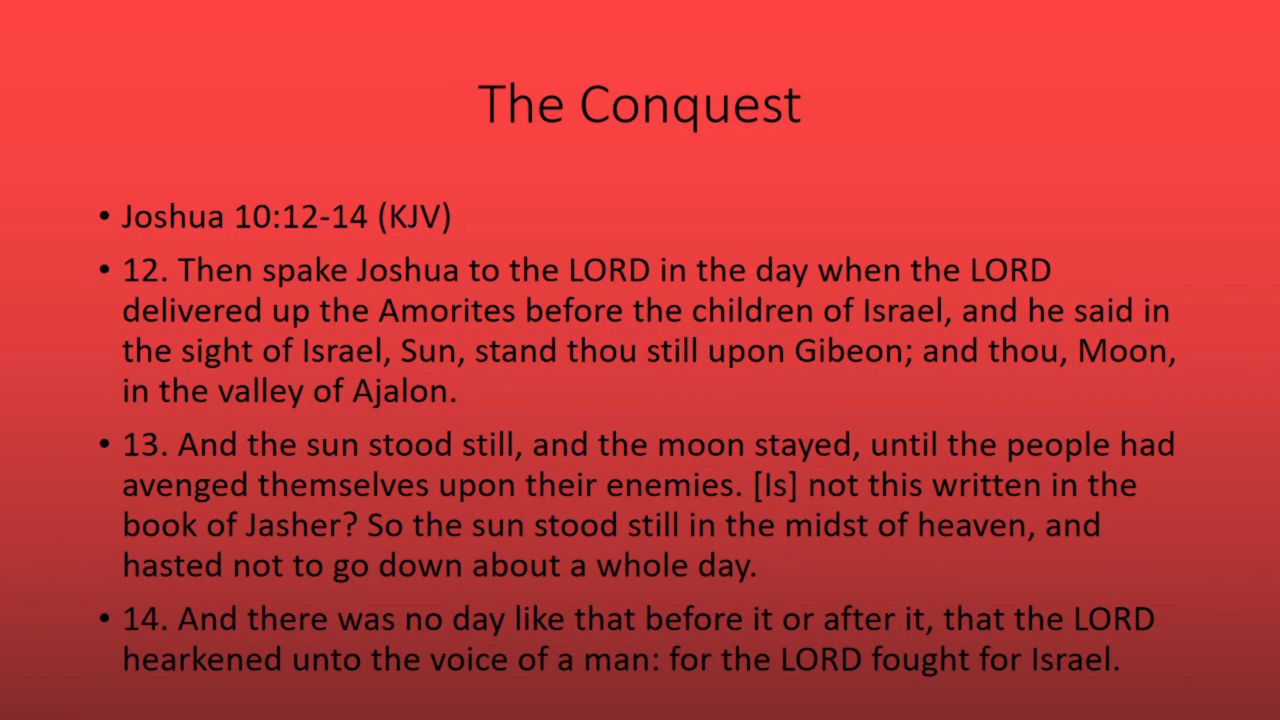 The Conquest
• Joshua 10:12-14 (KJV)
• 12. Then spake Joshua to the LORD in the day when the LORD
delivered up the Amorites before the children of Israel, and he said in
the sight of Israel, Sun, stand thou still upon Gibeon; and thou, Moon,
in the valley of Ajalon.
• 13. And the sun stood still, and the moon stayed, until the people had
avenged themselves upon their enemies. [Is] not this written in the
book of Jasher? So the sun stood still in the midst of heaven, and
hasted not to go down about a whole day.
• 14. And there was no day like that before it or after it, that the LORD
hearkened unto the voice of a man: for the LORD fought for Israel.